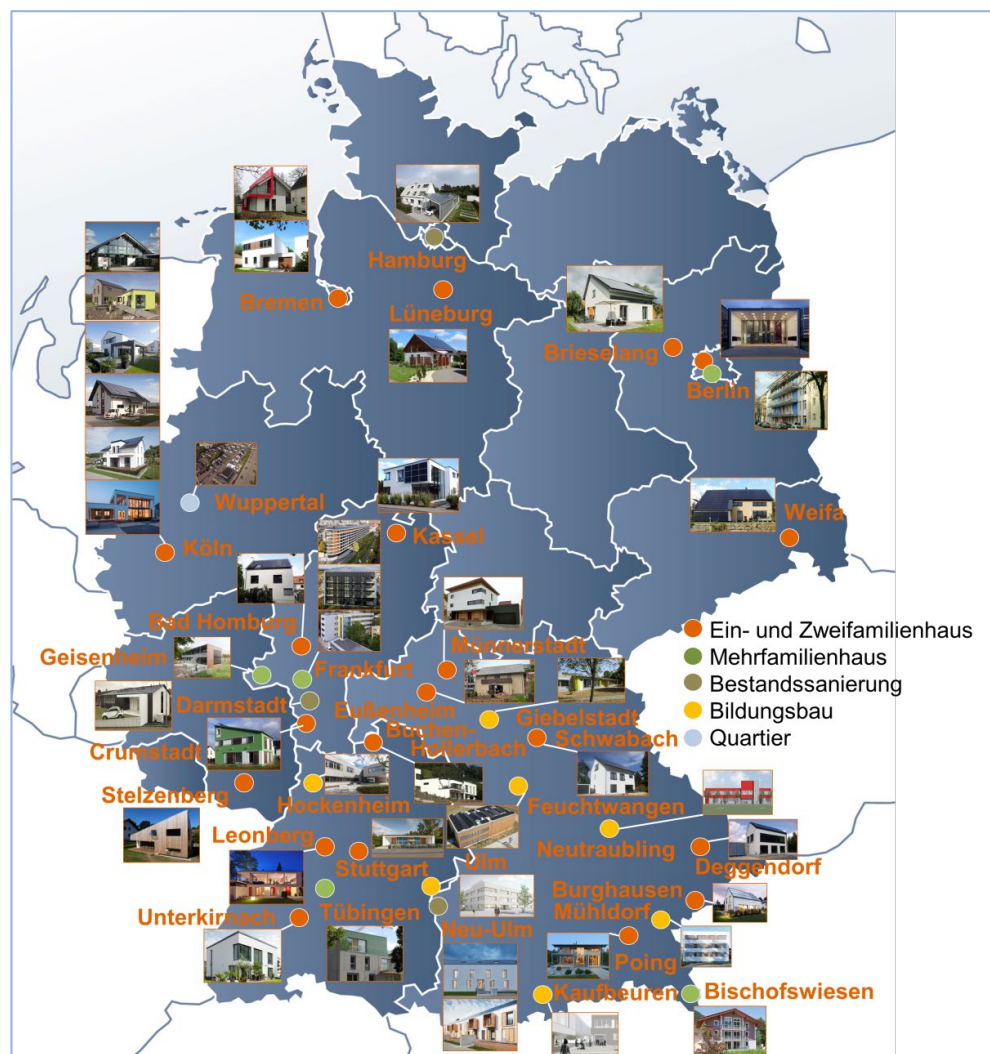 Hamburg
Bremen
Lüneburg
Brieselang
Berlin
Wuppertal
Weifa
Köln
Kassel
Bad Homburg
Münnerstadt
Geisenheim
Frankfurt
Darmstadt
Eußenheim
Giebelstadt
Buchen-
Hollerbach
Schwabach
Crumstadt
Stelzenberg
Hockenheim
Feuchtwangen
Leonberg
Stuttgart
Ulm
Neutraubling
Deggendorf
Burghausen
Unterkirnach
Tübingen
Mühldorf
Neu-Ulm
Poing
Kaufbeuren
Bischofswiesen
Ein- und Zweifamilienhaus
Mehrfamilienhaus
Bestandssanierung
Bildungsbau
Quartier